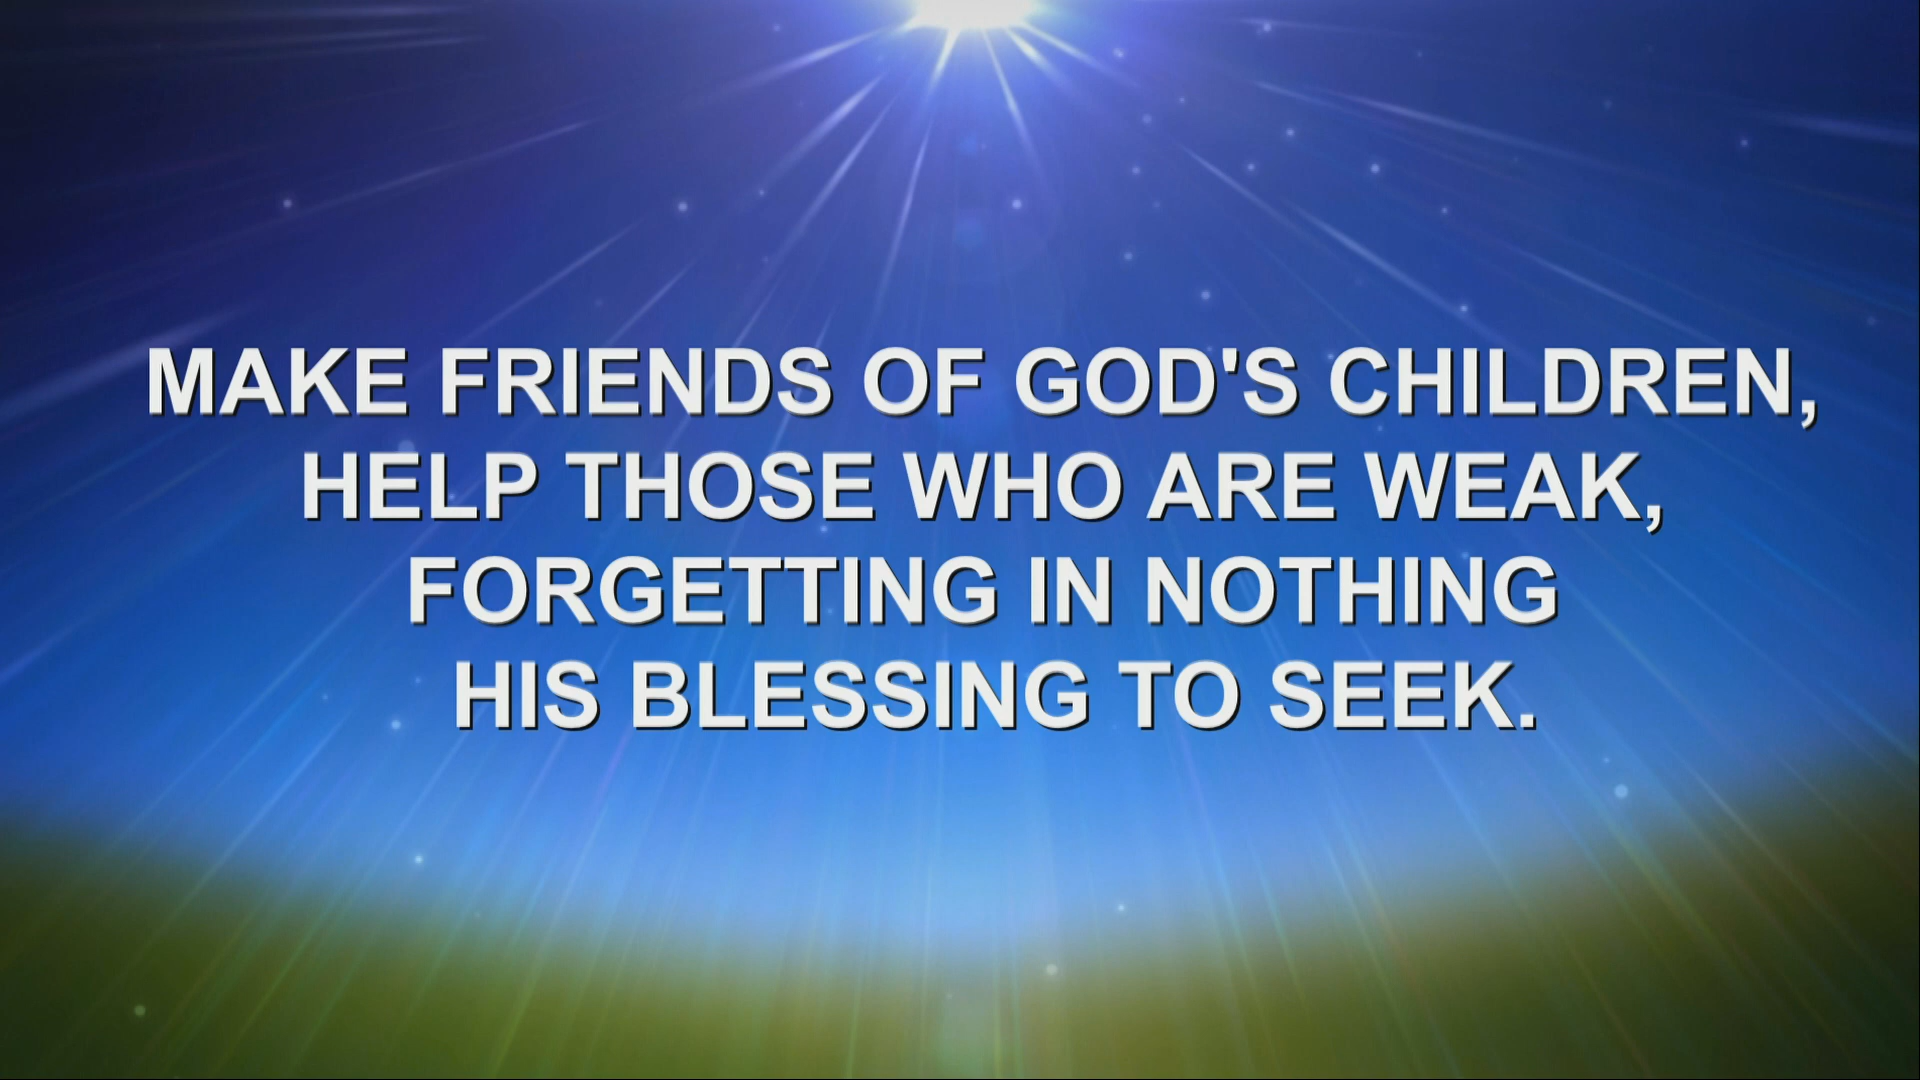 MAKE FRIENDS OF GOD'S CHILDREN,
HELP THOSE WHO ARE WEAK,
FORGETTING IN NOTHING
HIS BLESSING TO SEEK.